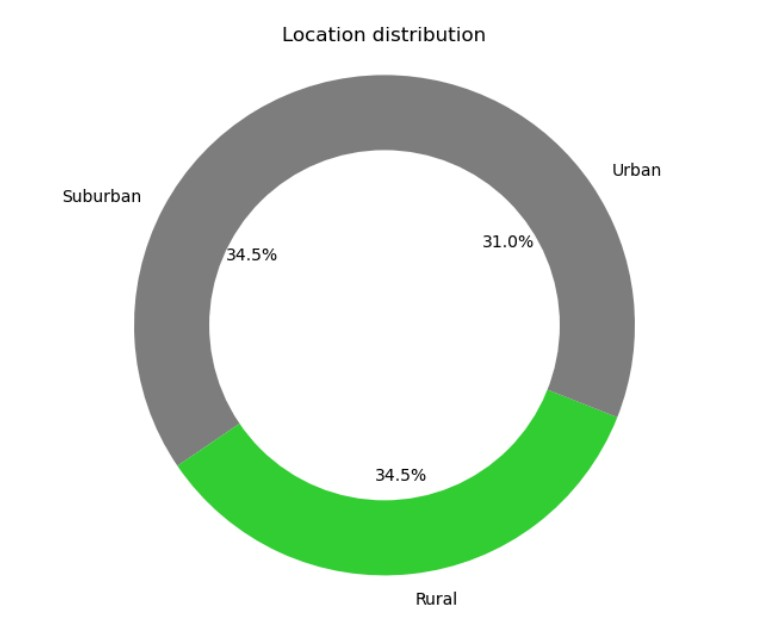 Location distribution
Urban
Suburban
31.0%
34.5%
34.5%
Rural